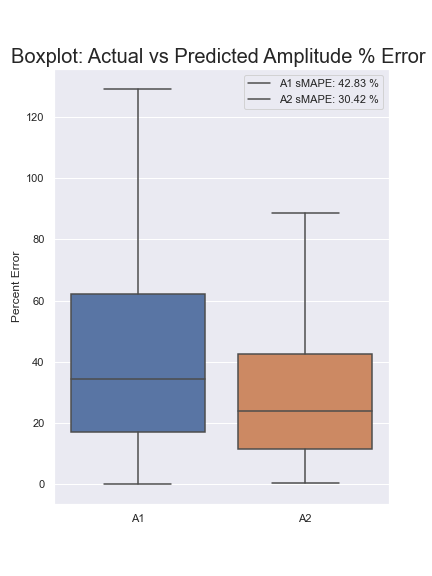 Boxplot: Actual vs Predicted Amplitude % Error
A1 sMAPE: 42.83 %
A2 sMAPE: 30.42 %
Percent Error
120
100
80
60
40
20
0
A1
A2